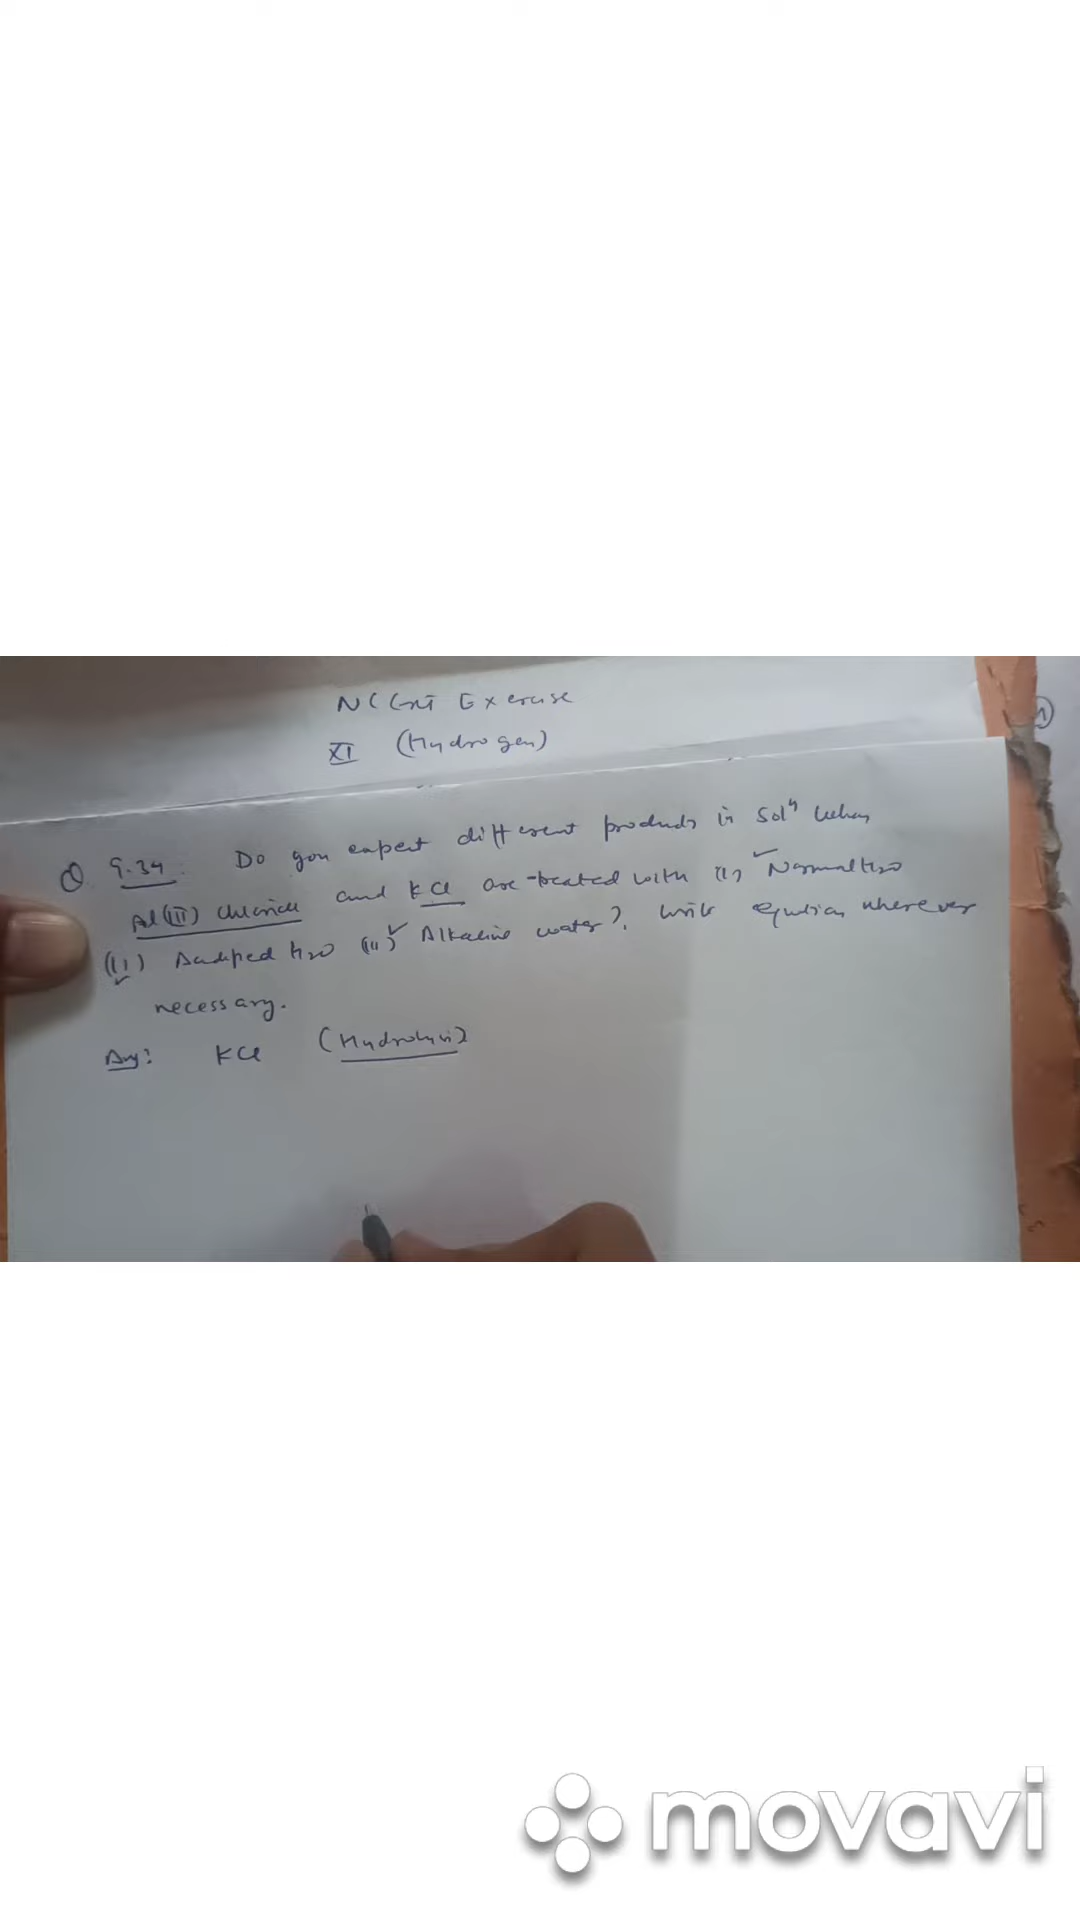 NCERT Exercise
XI (Hydrogen)
Q 9.34. Do you expect different products in Solⁿ when
Al(III) chloride and KCl are treated with (i) Normal H2O
(ii) Acidified H2O (iii) Alkaline water?. Write equation wherever
necessary.
Ans: KCl (Hydrolysis)
movavi